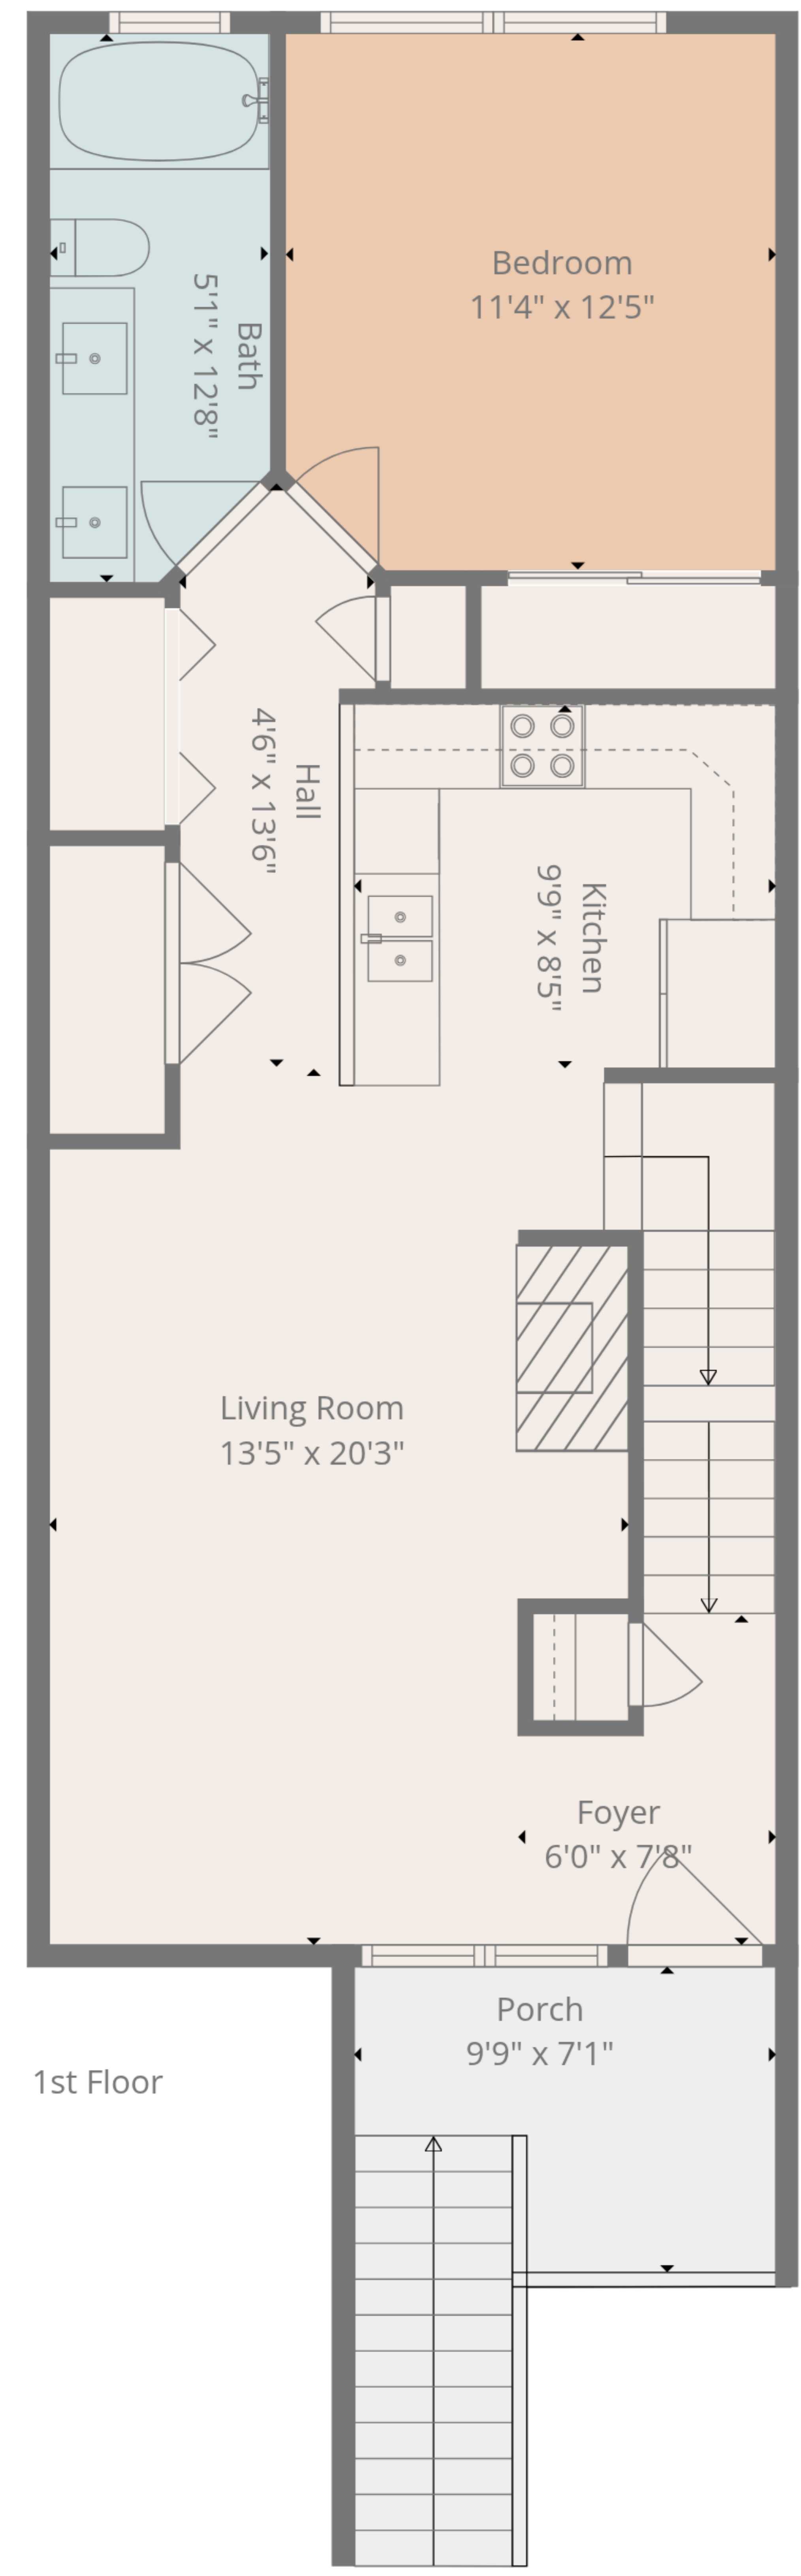 Bedroom
11'4" x 12'5"
Bath
5'1" x 12'8"
Hall
4'6" x 13'6"
Kitchen
9'9" x 8'5"
Living Room
13'5" x 20'3"
Foyer
6'0" x 7'8"
Porch
9'9" x 7'1"
1st Floor